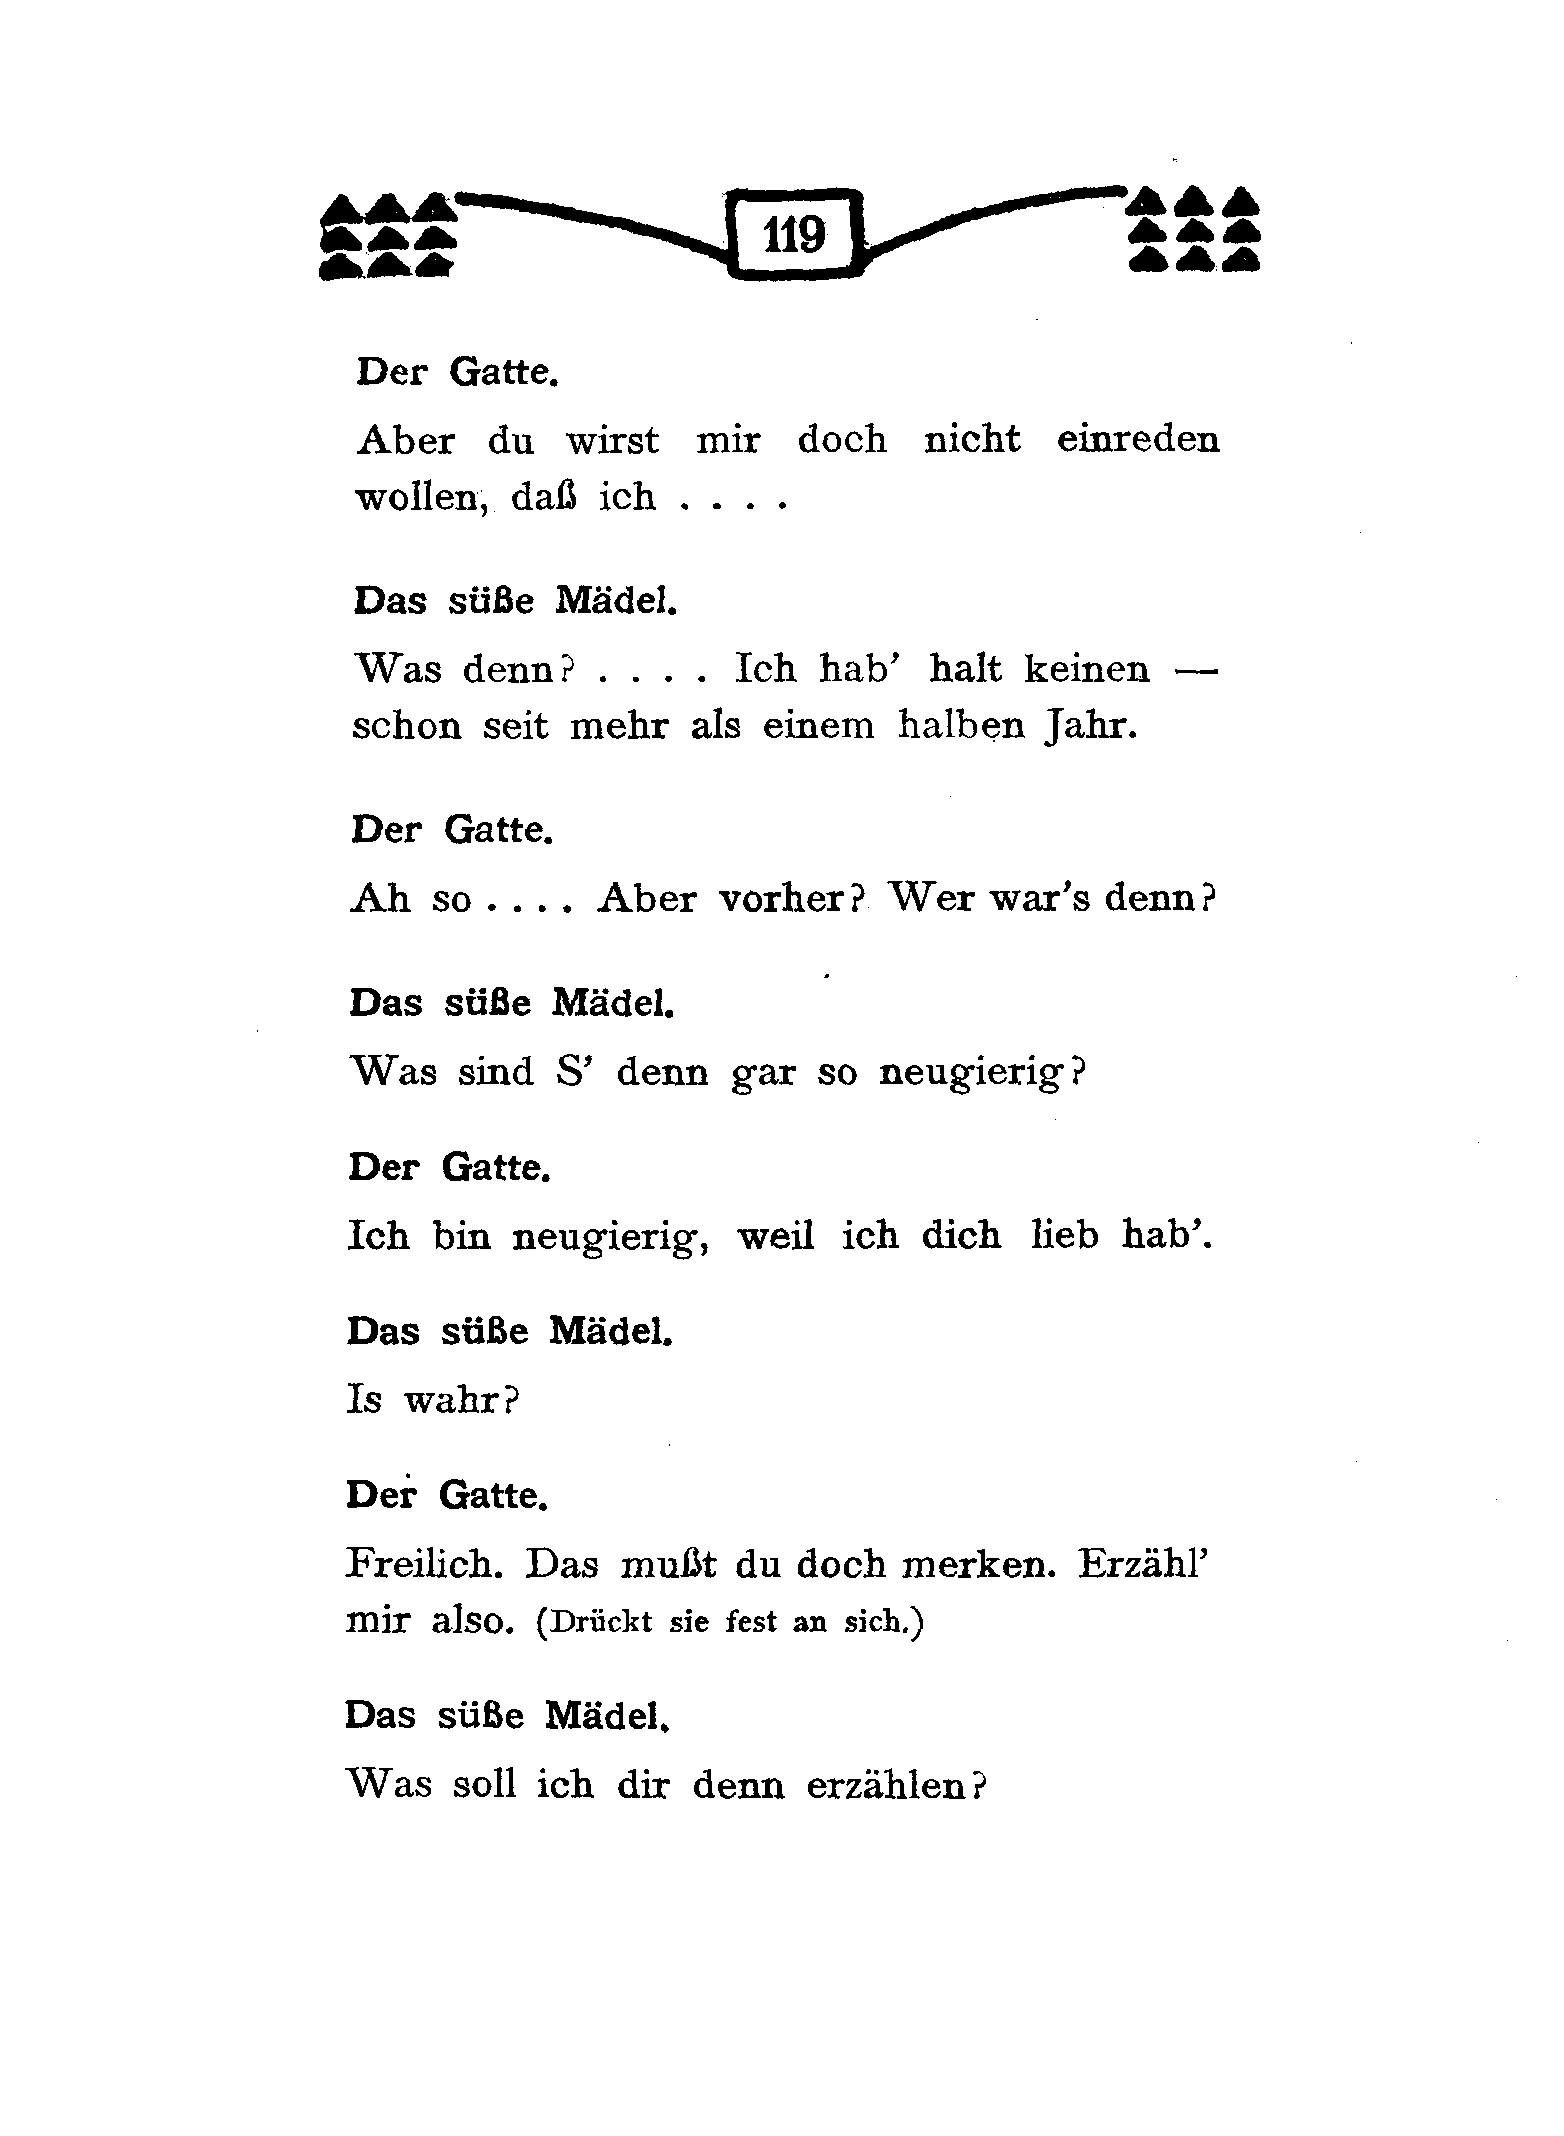 119
Der Gatte.
Aber du wirst mir doch nicht einreden
wollen, daß ich . . . .
Das süße Mädel.
Was denn? . . . . Ich hab’ halt keinen —
schon seit mehr als einem halben Jahr.
Der Gatte.
Ah so . . . . Aber vorher? Wer war’s denn?
Das süße Mädel.
Was sind S’ denn gar so neugierig?
Der Gatte.
Ich bin neugierig, weil ich dich lieb hab’.
Das süße Mädel.
Is wahr?
Der Gatte.
Freilich. Das mußt du doch merken. Erzähl’
mir also. (Drückt sie fest an sich.)
Das süße Mädel.
Was soll ich dir denn erzählen?